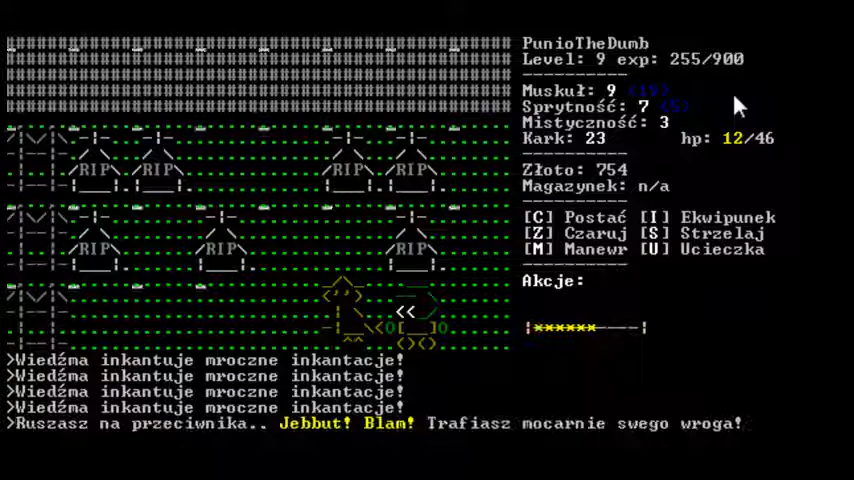 PunioTheDumb
Level: 9 exp: 255/900
Muskuł: 9 (15)
Sprytność: 7 (5)
Mistyczność: 3
Kark: 23 hp: 12/46
RIP RIP RIP RIP
Złoto: 754
Magazynek: n/a
[C] Postać [I] Ekwipunek
[Z] Czaruj [S] Strzelaj
RIP RIP RIP
[M] Manewr [U] Ucieczka
Akcje:
>Wiedźma inkantuje mroczne inkantacje!
>Wiedźma inkantuje mroczne inkantacje!
>Wiedźma inkantuje mroczne inkantacje!
>Wiedźma inkantuje mroczne inkantacje!
>Ruszasz na przeciwnika.. Jebbut! Blam! Trafiasz mocarnie swego wroga!